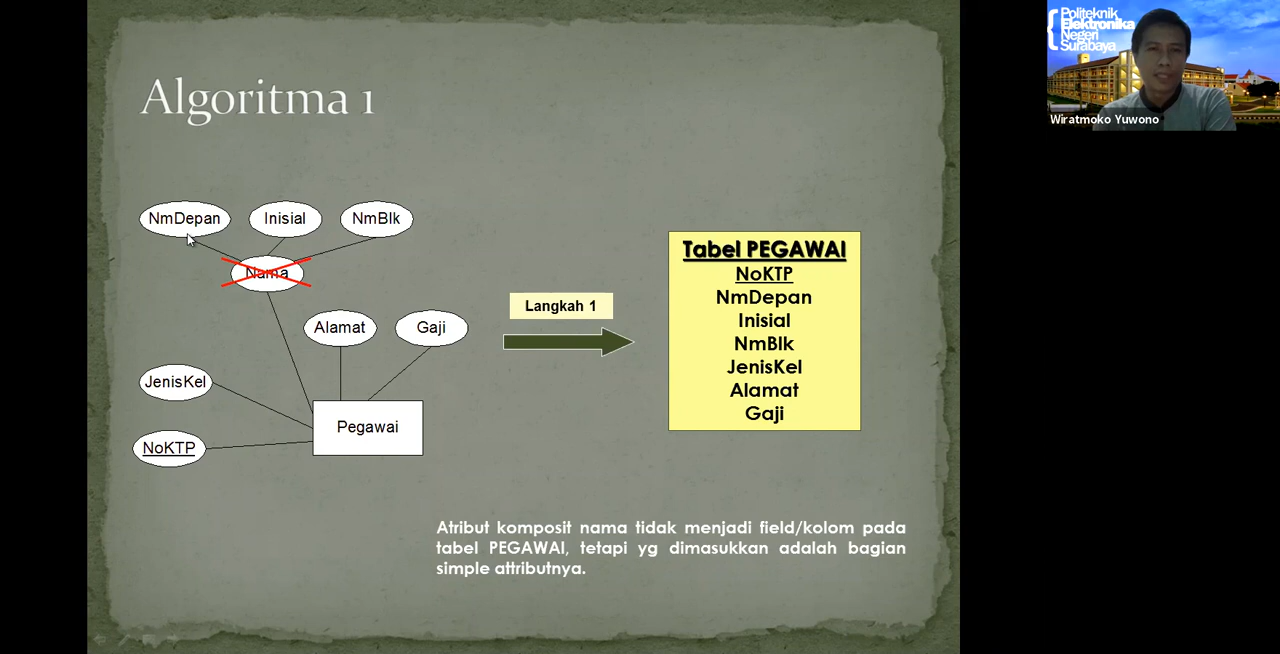 Algoritma 1
NmDepan
Inisial
NmBlk
Nama
Alamat
Gaji
JenisKel
NoKTP
Pegawai
Langkah 1
Tabel PEGAWAI
NoKTP
NmDepan
Inisial
NmBlk
JenisKel
Alamat
Gaji
Atribut komposit nama tidak menjadi field/kolom pada
tabel PEGAWAI, tetapi yg dimasukkan adalah bagian
simple attributnya.
Politeknik
Elektronika
Negeri
Surabaya
Wiratmoko Yuwono